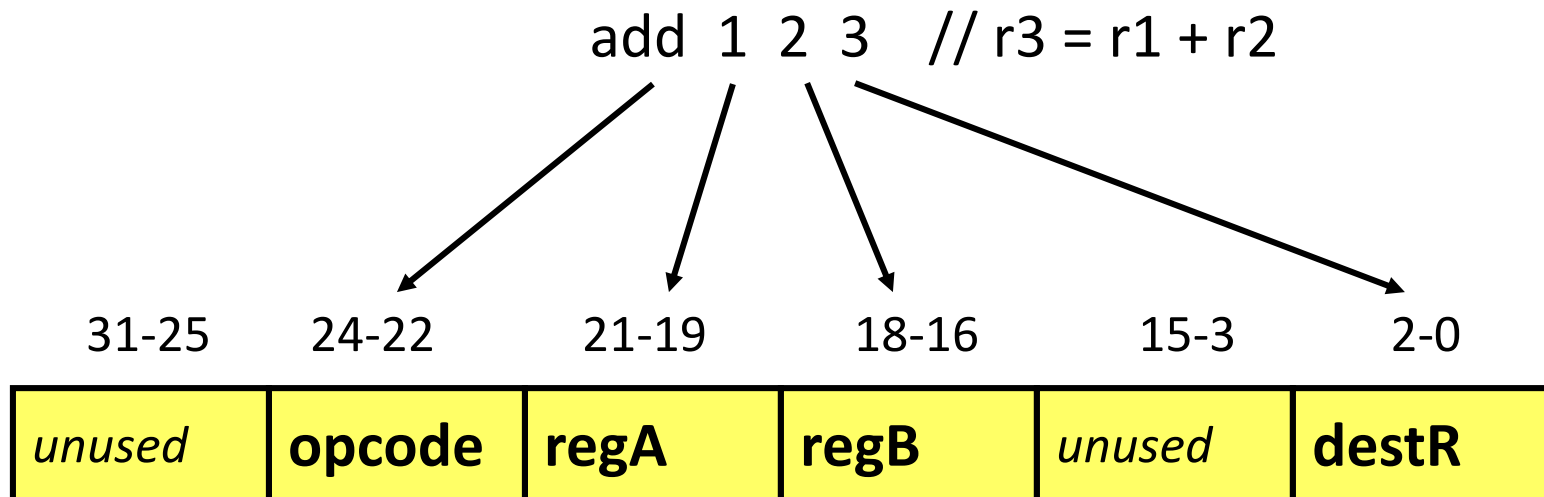 add 1 2 3 // r3 = r1 + r2
31-25 24-22 21-19 18-16 15-3 2-0
unused opcode regA regB unused destR